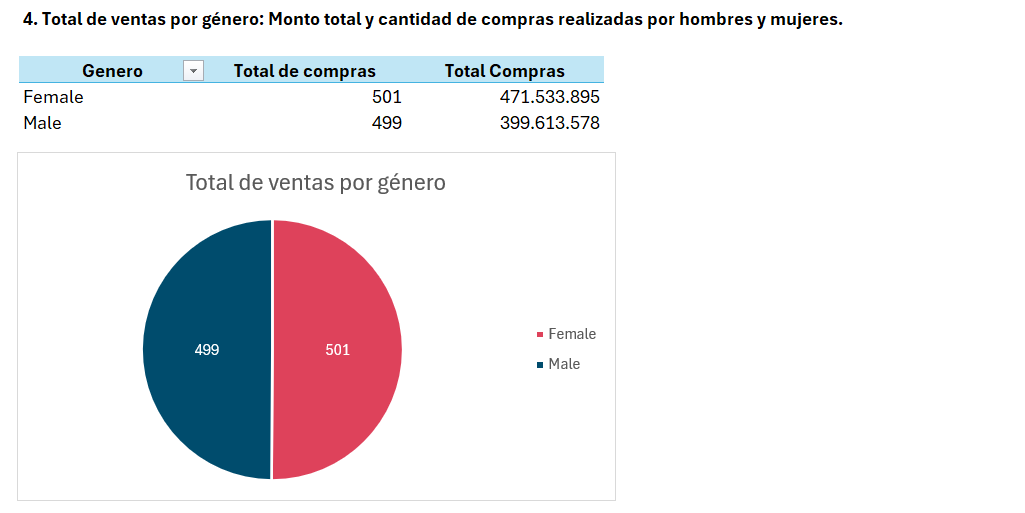 4. Total de ventas por género: Monto total y cantidad de compras realizadas por hombres y mujeres.
Genero Total de compras Total Compras
Female 501 471.533.895
Male 499 399.613.578
Total de ventas por género
499 501
Female
Male